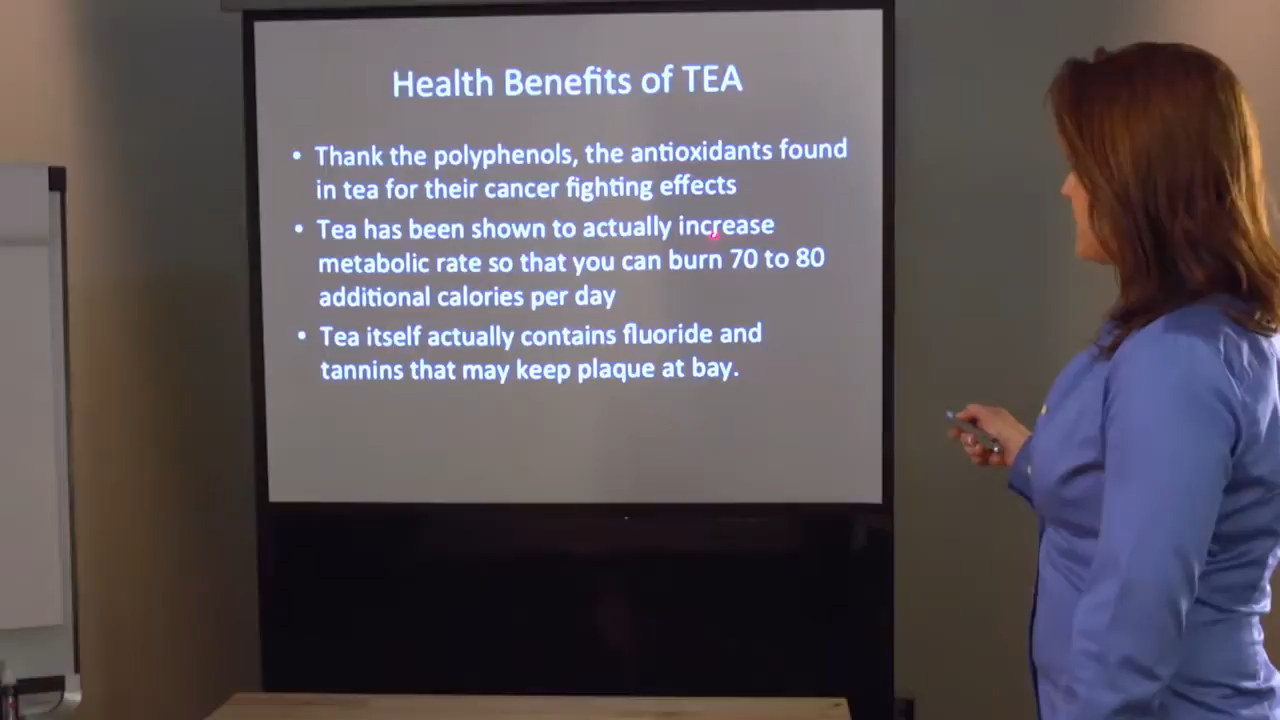 Health Benefits of TEA
• Thank the polyphenols, the antioxidants found
in tea for their cancer fighting effects
• Tea has been shown to actually increase
metabolic rate so that you can burn 70 to 80
additional calories per day
• Tea itself actually contains fluoride and
tannins that may keep plaque at bay.